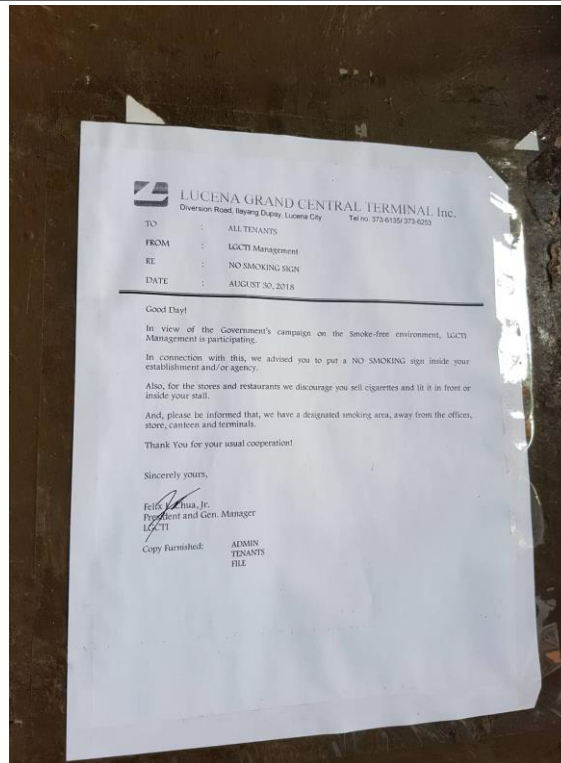 LUCENA GRAND CENTRAL TERMINAL Inc.
Diversion Road, Ilayang Dupay, Lucena City Tel no. 373-6135/ 373-6253
TO : ALL TENANTS
FROM : LGCTI Management
RE : NO SMOKING SIGN
DATE : AUGUST 30, 2018
Good Day!
In view of the Government's campaign on the Smoke-free environment, LGCTI
Management is participating.
In connection with this, we advised you to put a NO SMOKING sign inside your
establishment and/or agency.
Also, for the stores and restaurants we discourage you sell cigarettes and lit it in front or
inside your stall.
And, please be informed that, we have a designated smoking area, away from the offices,
store, canteen and terminals.
Thank You for your usual cooperation!
Sincerely yours,
Felix Chua, Jr.
President and Gen. Manager
LGCTI
Copy Furnished: ADMIN
TENANTS
FILE